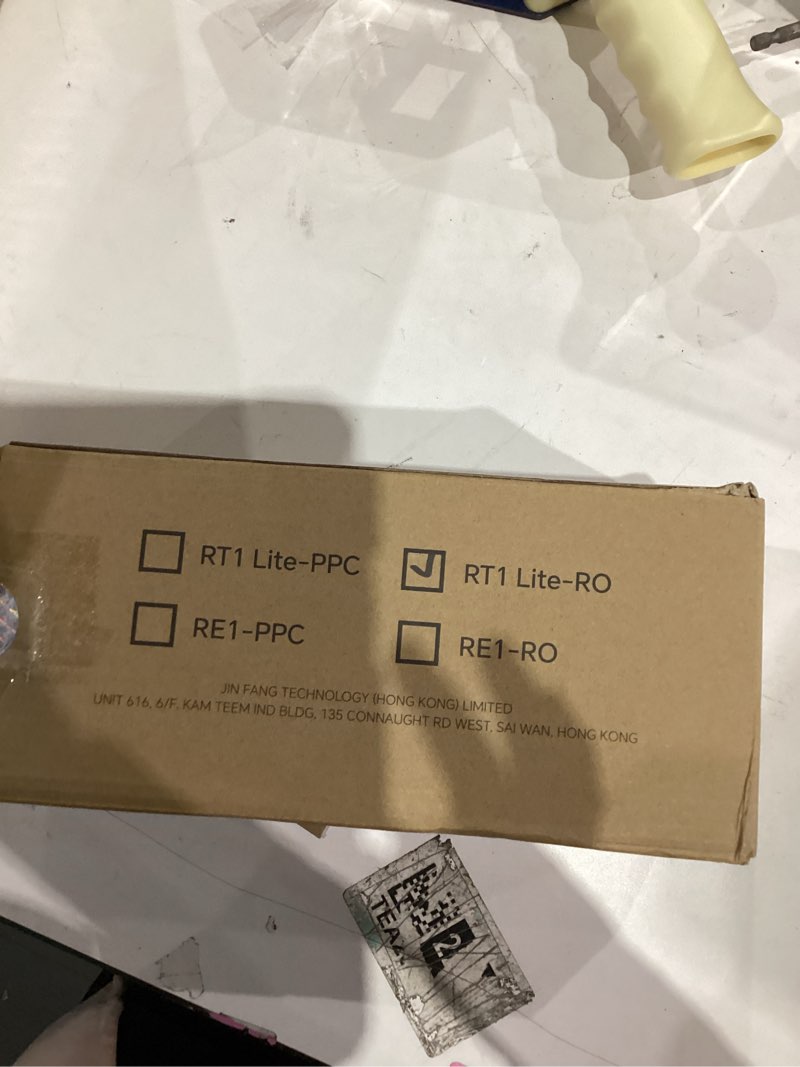 RT1 Lite-PPC
RT1 Lite-RO
RE1-PPC
RE1-RO
JIN FANG TECHNOLOGY (HONG KONG) LIMITED
UNIT 616, 6/F, KAM TEEM IND BLDG, 135 CONNAUGHT RD WEST, SAI WAN, HONG KONG
2